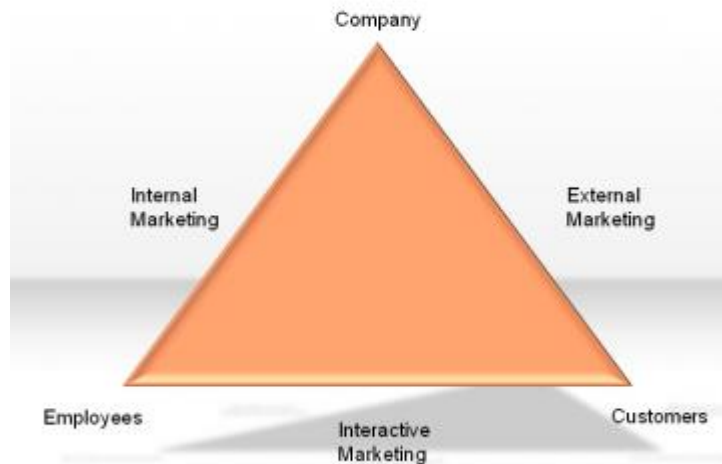 Company
Internal
Marketing
External
Marketing
Employees
Customers
Interactive
Marketing